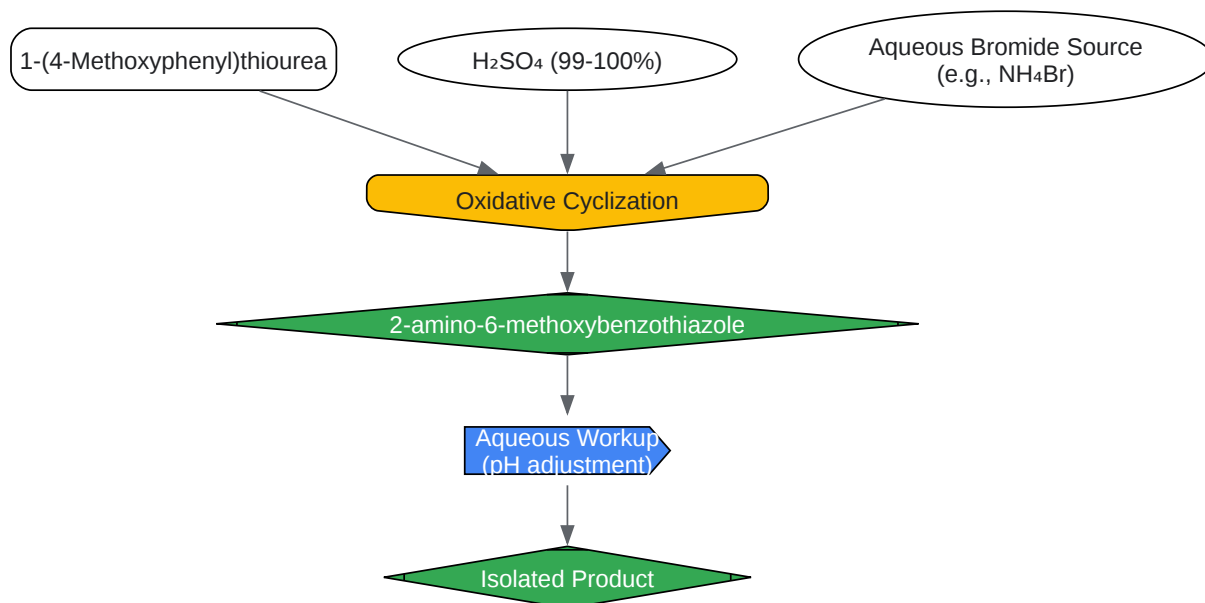 1-(4-Methoxyphenyl)thiourea
H₂SO₄ (99-100%)
Aqueous Bromide Source
(e.g., NH₄Br)
Oxidative Cyclization
2-amino-6-methoxybenzothiazole
Aqueous Workup
(pH adjustment)
Isolated Product